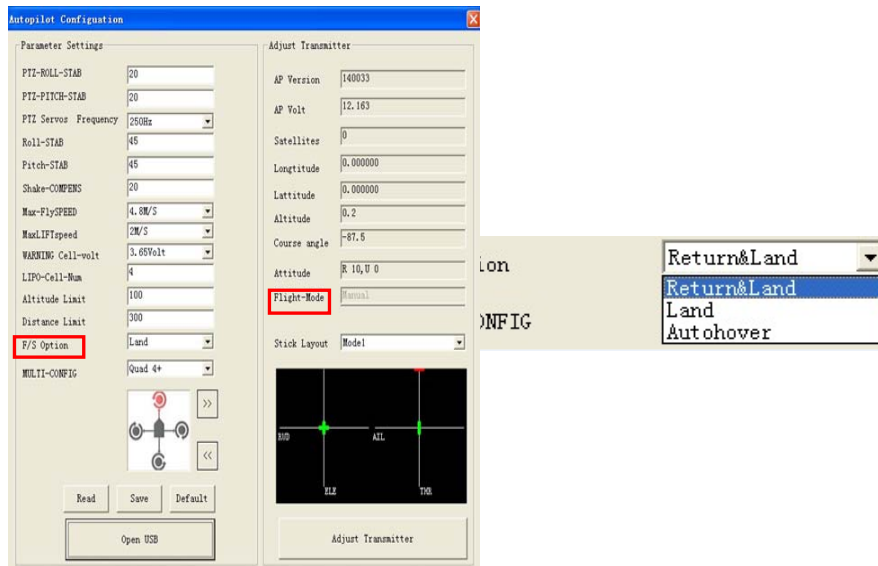 Autopilot Configuation
Parameter Settings
PTZ-ROLL-STAB 20
PTZ-PITCH-STAB 20
PTZ Servos Frequency 250Hz
Roll-STAB 45
Pitch-STAB 45
Shake-COMPENS 20
Max-FlySPEED 4.8M/S
MaxLIFTspeed 2M/S
WARNING Cell-volt 3.65Volt
LIPO-Cell-Num 4
Altitude Limit 100
Distance Limit 300
F/S Option Land
MULTI-CONFIG Quad 4+
>>
<<
Read Save Default
Open USB
Adjust Transmitter
AP Version 140033
AP Volt 12.163
Satellites 0
Longtitude 0.000000
Lattitude 0.000000
Altitude 0.2
Course angle -87.5
Attitude R 10,U 0
Flight-Mode Manual
Stick Layout Mode1
RUD AIL
ELE THR
Adjust Transmitter
ion Return&Land
Return&Land
ONFIG Land
Autohover